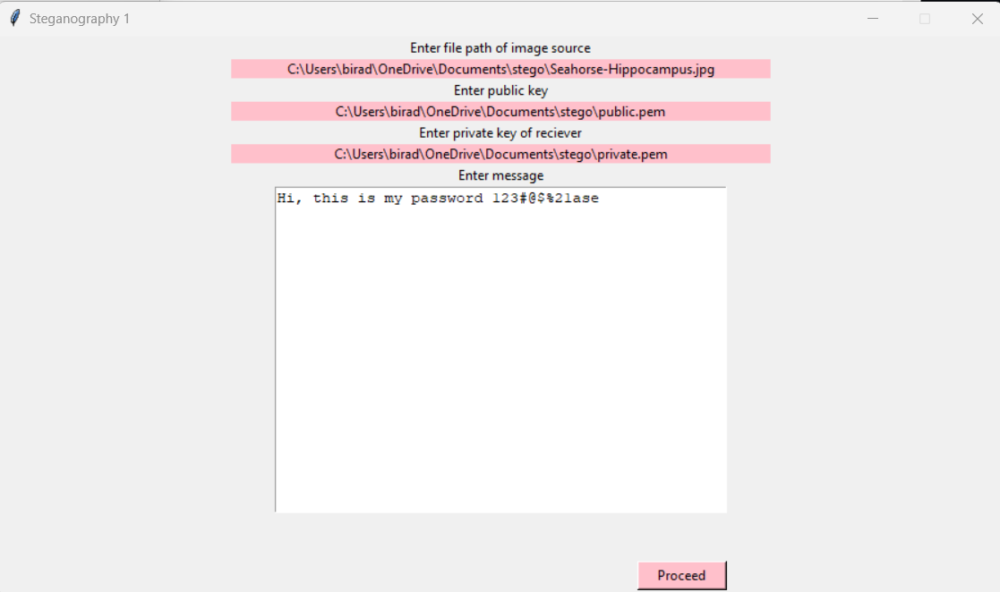 Steganography 1
Enter file path of image source
C:\Users\birad\OneDrive\Documents\stego\Seahorse-Hippocampus.jpg
Enter public key
C:\Users\birad\OneDrive\Documents\stego\public.pem
Enter private key of reciever
C:\Users\birad\OneDrive\Documents\stego\private.pem
Enter message
Hi, this is my password 123#@$%21ase
Proceed